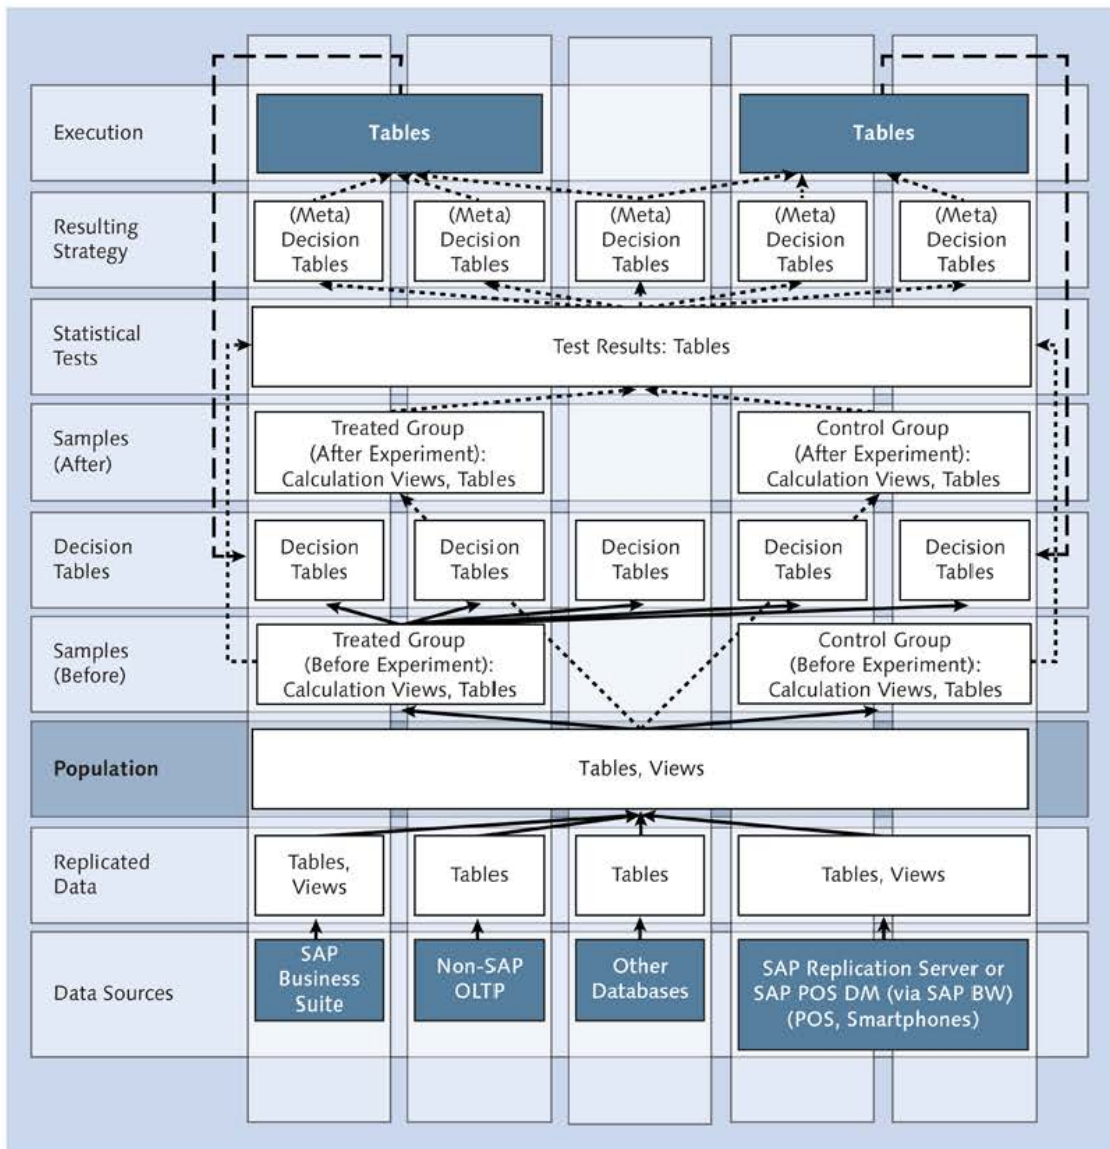 Execution
Tables
Tables
Resulting
Strategy
(Meta)
Decision
Tables
(Meta)
Decision
Tables
(Meta)
Decision
Tables
(Meta)
Decision
Tables
(Meta)
Decision
Tables
Statistical
Tests
Test Results: Tables
Samples
(After)
Treated Group
(After Experiment):
Calculation Views, Tables
Control Group
(After Experiment):
Calculation Views, Tables
Decision
Tables
Decision
Tables
Decision
Tables
Decision
Tables
Decision
Tables
Decision
Tables
Samples
(Before)
Treated Group
(Before Experiment):
Calculation Views, Tables
Control Group
(Before Experiment):
Calculation Views, Tables
Population
Tables, Views
Replicated
Data
Tables,
Views
Tables
Tables
Tables, Views
Data Sources
SAP
Business
Suite
Non-SAP
OLTP
Other
Databases
SAP Replication Server or
SAP POS DM (via SAP BW)
(POS, Smartphones)